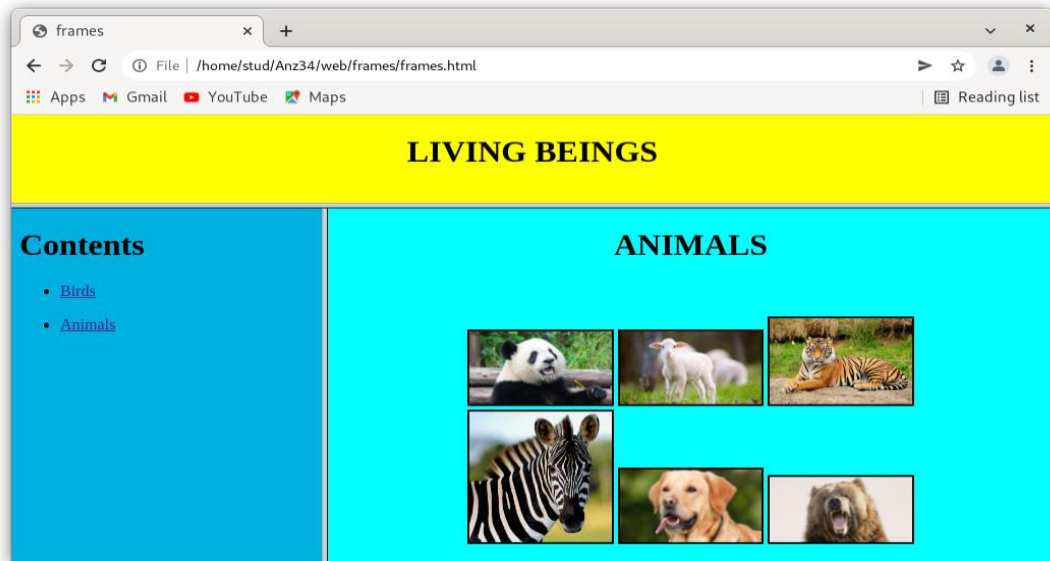 frames
File /home/stud/Anz34/web/frames/frames.html
Apps Gmail YouTube Maps Reading list
LIVING BEINGS
Contents
Birds
Animals
ANIMALS